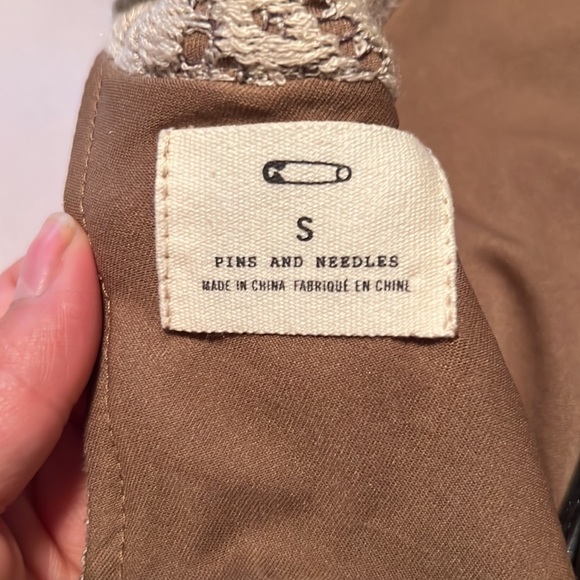 S
PINS AND NEEDLES
MADE IN CHINA FABRIQUÉ EN CHINE